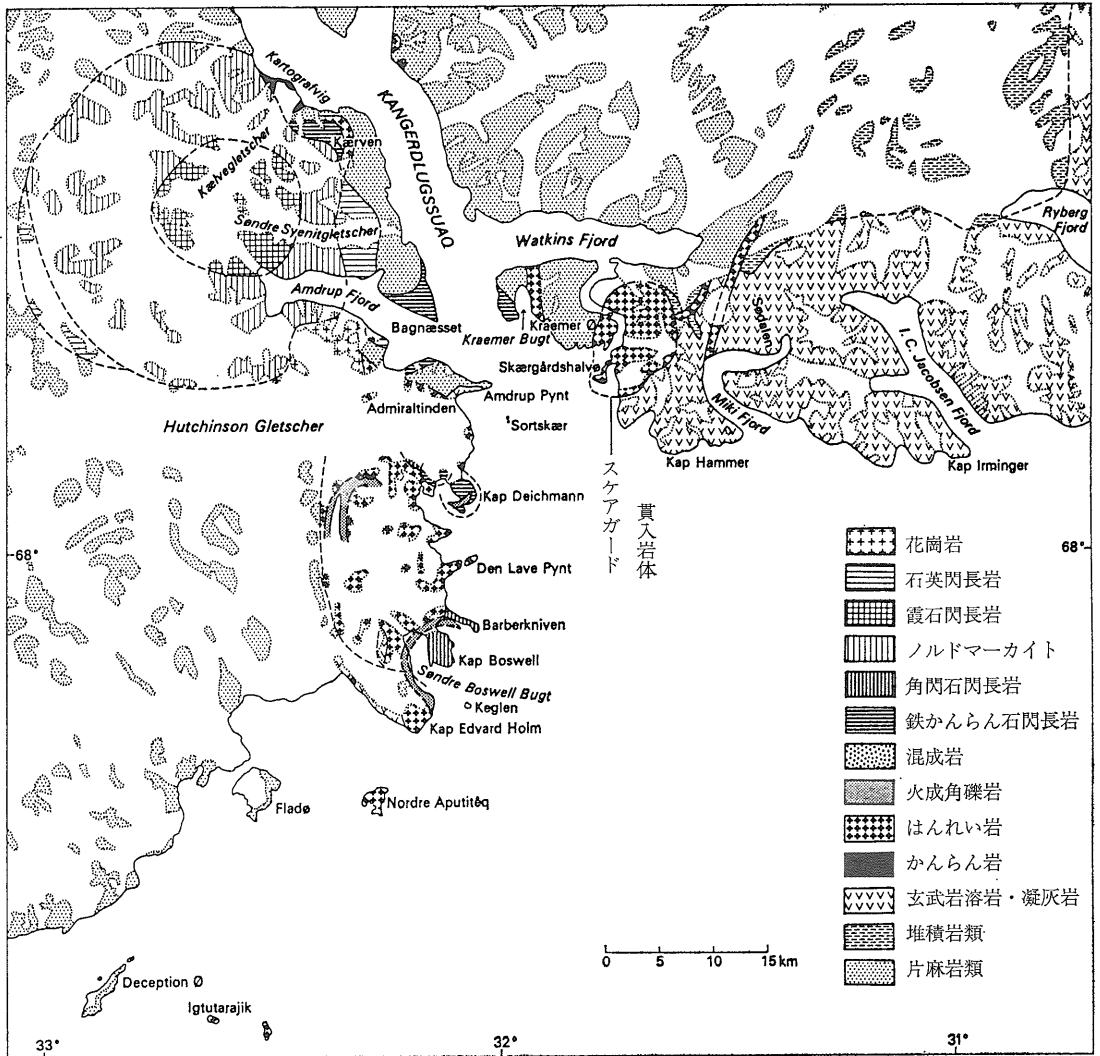 Kartografvig
KANGERDLUGSSUAQ
Kærven
Kælvegletscher
Søndre Syenitgletscher
Watkins Fjord
Ryberg
Fjord
Amdrup Fjord
Bagnæsset
Kraemer Ø
Kraemer Bugt
Sødalen
I. C. Jacobsen Fjord
Skærgårdshalvø
Miki Fjord
Amdrup Pynt
Admiraltinden
Sortskær
Hutchinson Gletscher
Kap Hammer
Kap Irminger
スケアガード
貫入岩体
Kap Deichmann
68°
68°
Den Lave Pynt
Barberkniven
Kap Boswell
Søndre Boswell Bugt
Keglen
Kap Edvard Holm
Fladø
Nordre Aputitêq
花崗岩
石英閃長岩
霞石閃長岩
ノルドマーカイト
角閃石閃長岩
鉄かんらん石閃長岩
混成岩
火成角礫岩
はんれい岩
かんらん岩
玄武岩溶岩・凝灰岩
堆積岩類
片麻岩類
0 5 10 15km
Deception Ø
Igtutarajik
33°
32°
31°